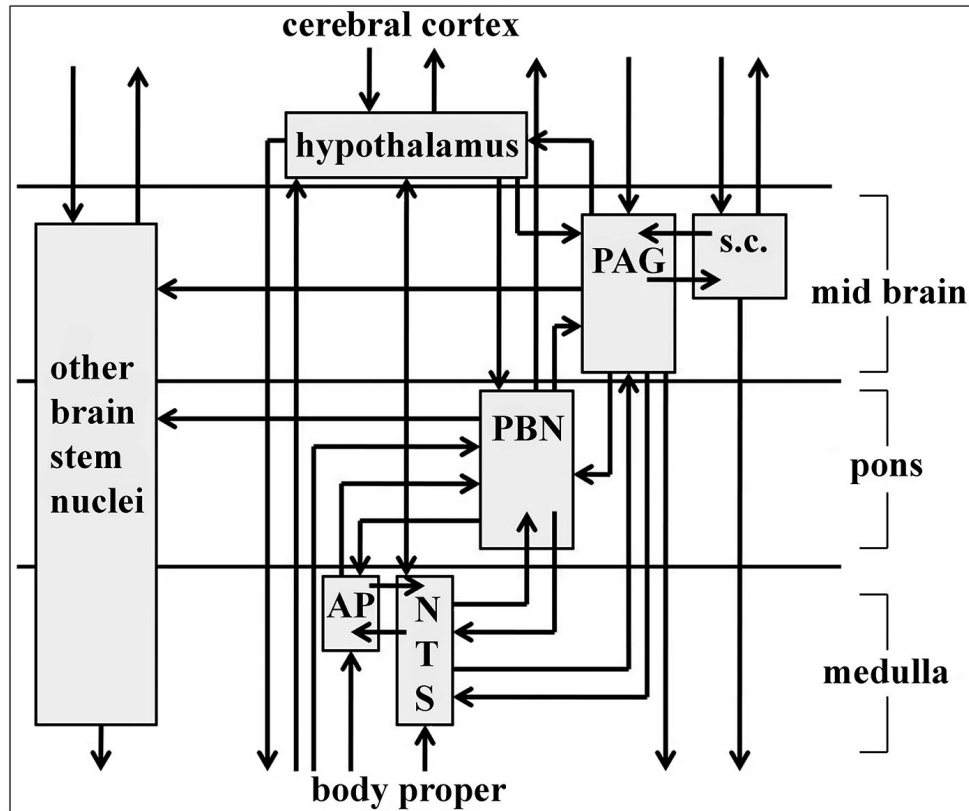 cerebral cortex
hypothalamus
s.c.
PAG
mid brain
other
brain
stem
nuclei
PBN
pons
AP
N
T
S
medulla
body proper